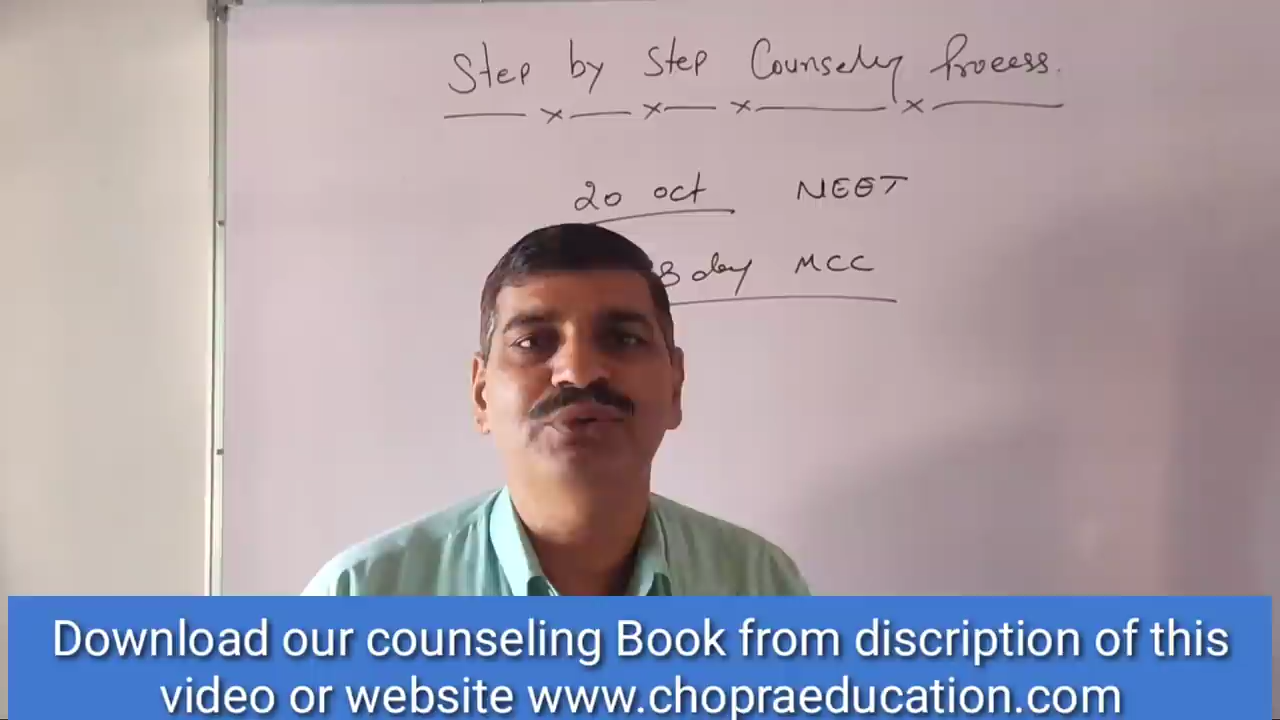 Step by Step Counseling Process.
20 oct NEET
8 day MCC
Download our counseling Book from discription of this
video or website www.chopraeducation.com